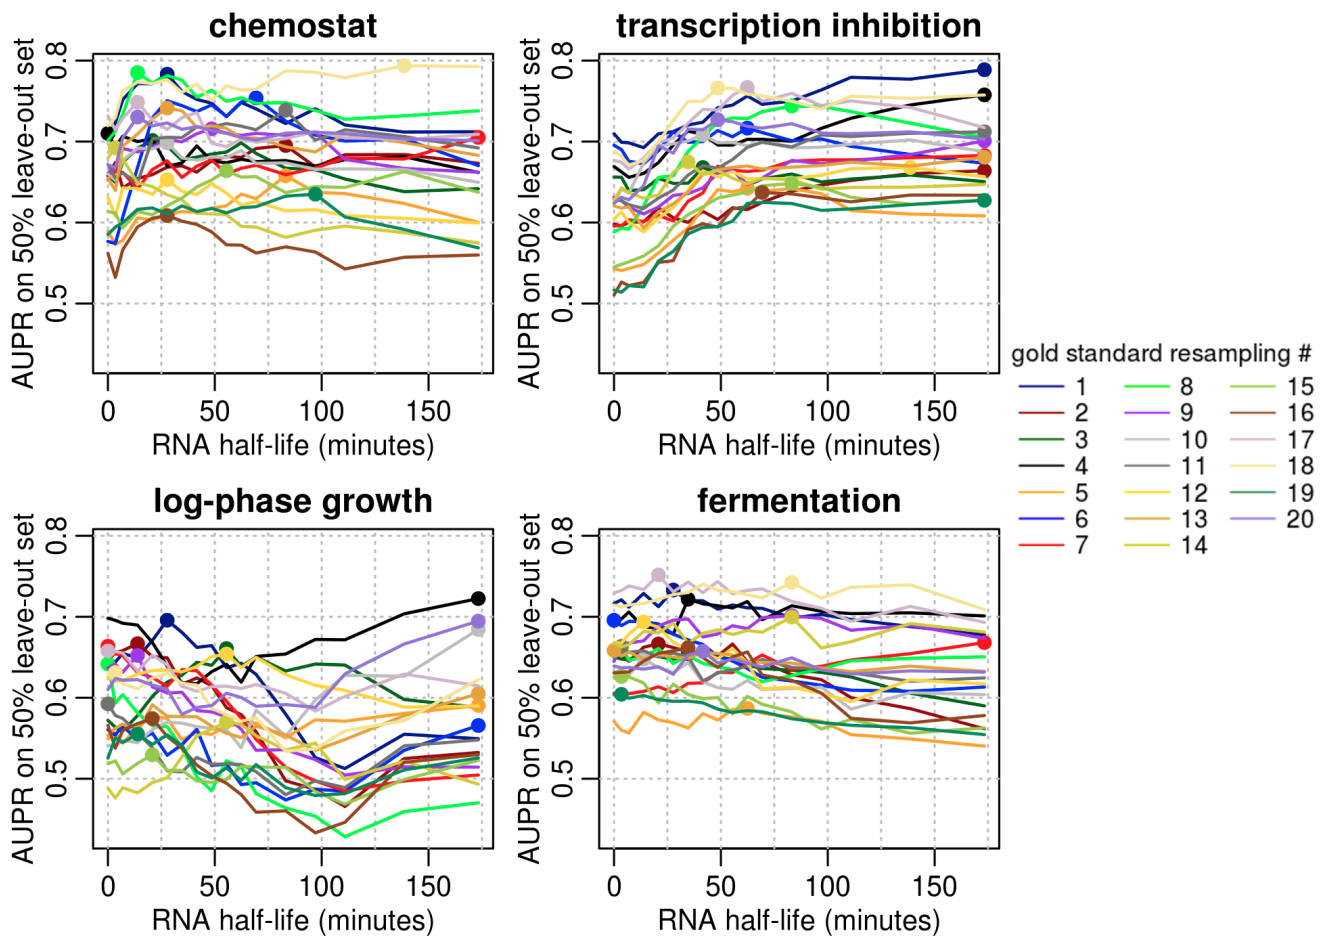 chemostat
AUPR on 50% leave-out set
0.8
0.7
0.6
0.5
0 50 100 150
RNA half-life (minutes)
transcription inhibition
AUPR on 50% leave-out set
0.8
0.7
0.6
0.5
0 50 100 150
RNA half-life (minutes)
log-phase growth
AUPR on 50% leave-out set
0.8
0.7
0.6
0.5
0 50 100 150
RNA half-life (minutes)
fermentation
AUPR on 50% leave-out set
0.8
0.7
0.6
0.5
0 50 100 150
RNA half-life (minutes)
gold standard resampling #
1 8 15
2 9 16
3 10 17
4 11 18
5 12 19
6 13 20
7 14